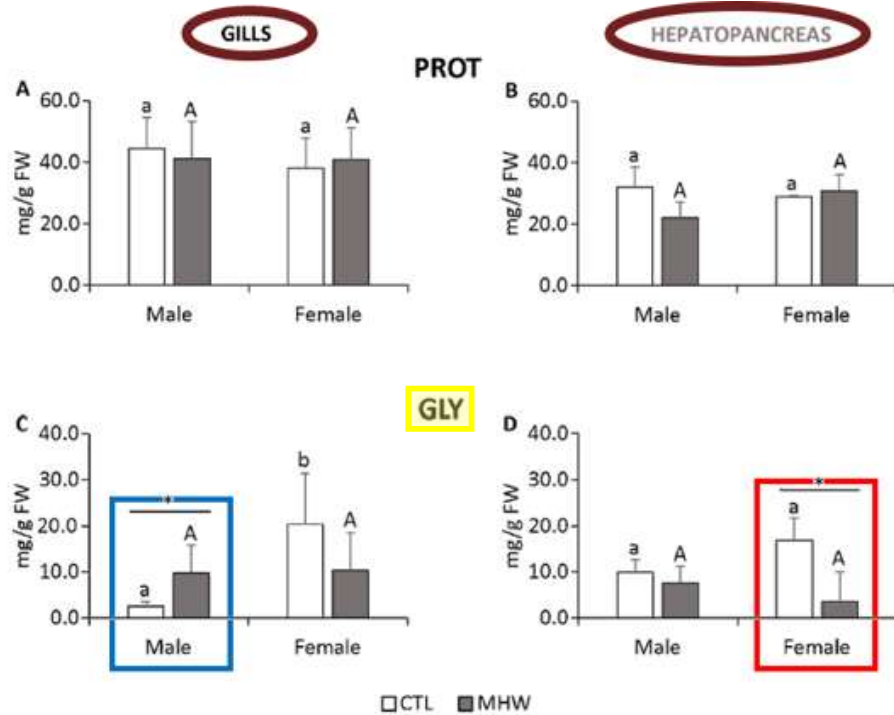 GILLS
HEPATOPANCREAS
PROT
A
60.0
40.0
20.0
0.0
mg/g FW
a A a A
Male Female
B
60.0
40.0
20.0
0.0
mg/g FW
a A a A
Male Female
GLY
C
40.0
30.0
20.0
10.0
0.0
mg/g FW
*
a A b A
Male Female
D
40.0
30.0
20.0
10.0
0.0
mg/g FW
*
a A a A
Male Female
CTL MHW